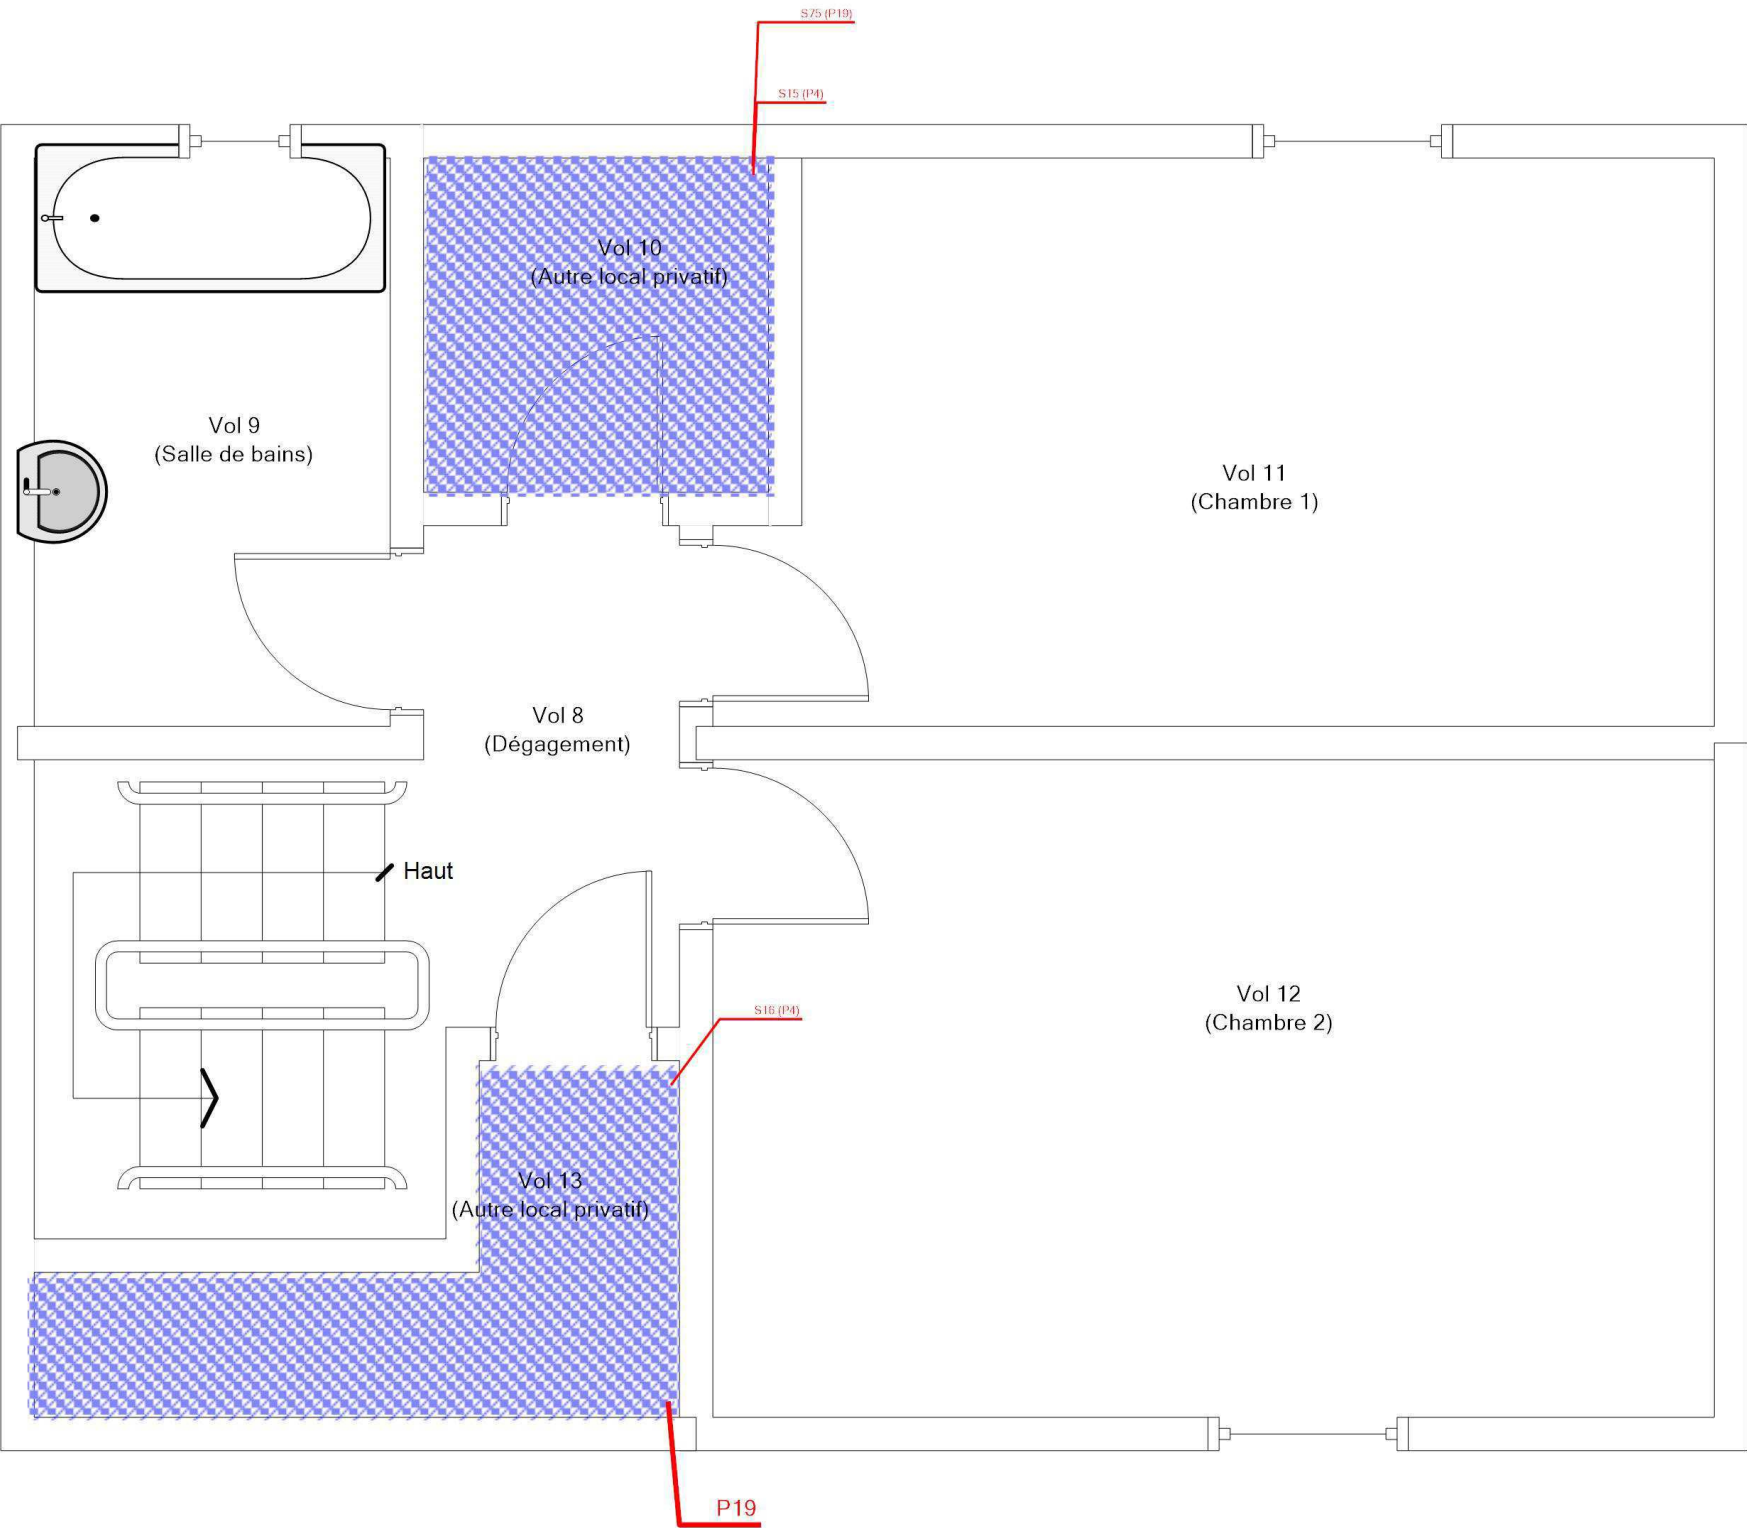 S75 (P19)
S15 (P4)
Vol 10
(Autre local privatif)
Vol 9
(Salle de bains)
Vol 11
(Chambre 1)
Vol 8
(Dégagement)
Haut
Vol 12
(Chambre 2)
S16 (P4)
Vol 13
(Autre local privatif)
P19